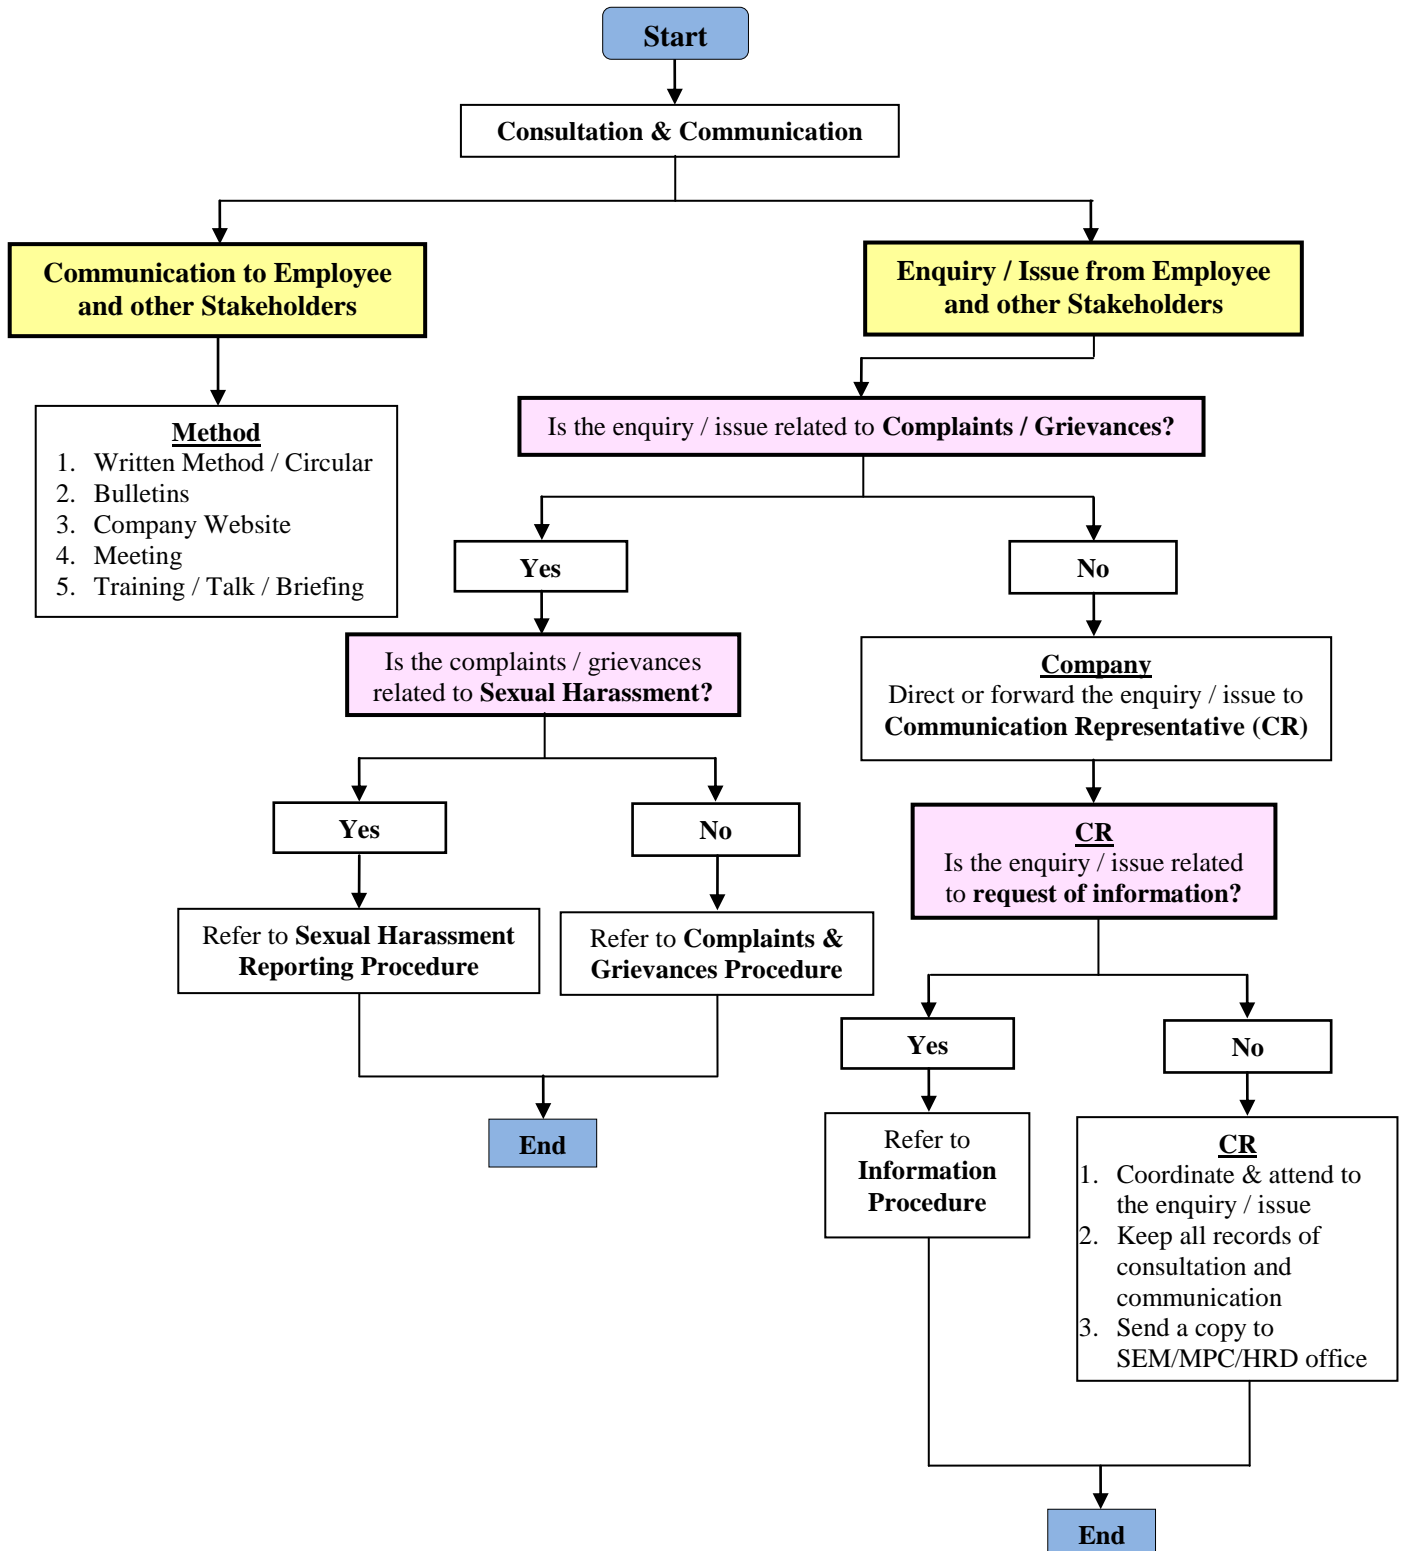 Start
Consultation & Communication
Communication to Employee
and other Stakeholders
Enquiry / Issue from Employee
and other Stakeholders
Method
1. Written Method / Circular
2. Bulletins
3. Company Website
4. Meeting
5. Training / Talk / Briefing
Is the enquiry / issue related to Complaints / Grievances?
Yes
No
Is the complaints / grievances
related to Sexual Harassment?
Company
Direct or forward the enquiry / issue to
Communication Representative (CR)
Yes
No
CR
Is the enquiry / issue related
to request of information?
Refer to Sexual Harassment
Reporting Procedure
Refer to Complaints &
Grievances Procedure
Yes
No
End
Refer to
Information
Procedure
CR
1. Coordinate & attend to
the enquiry / issue
2. Keep all records of
consultation and
communication
3. Send a copy to
SEM/MPC/HRD office
End